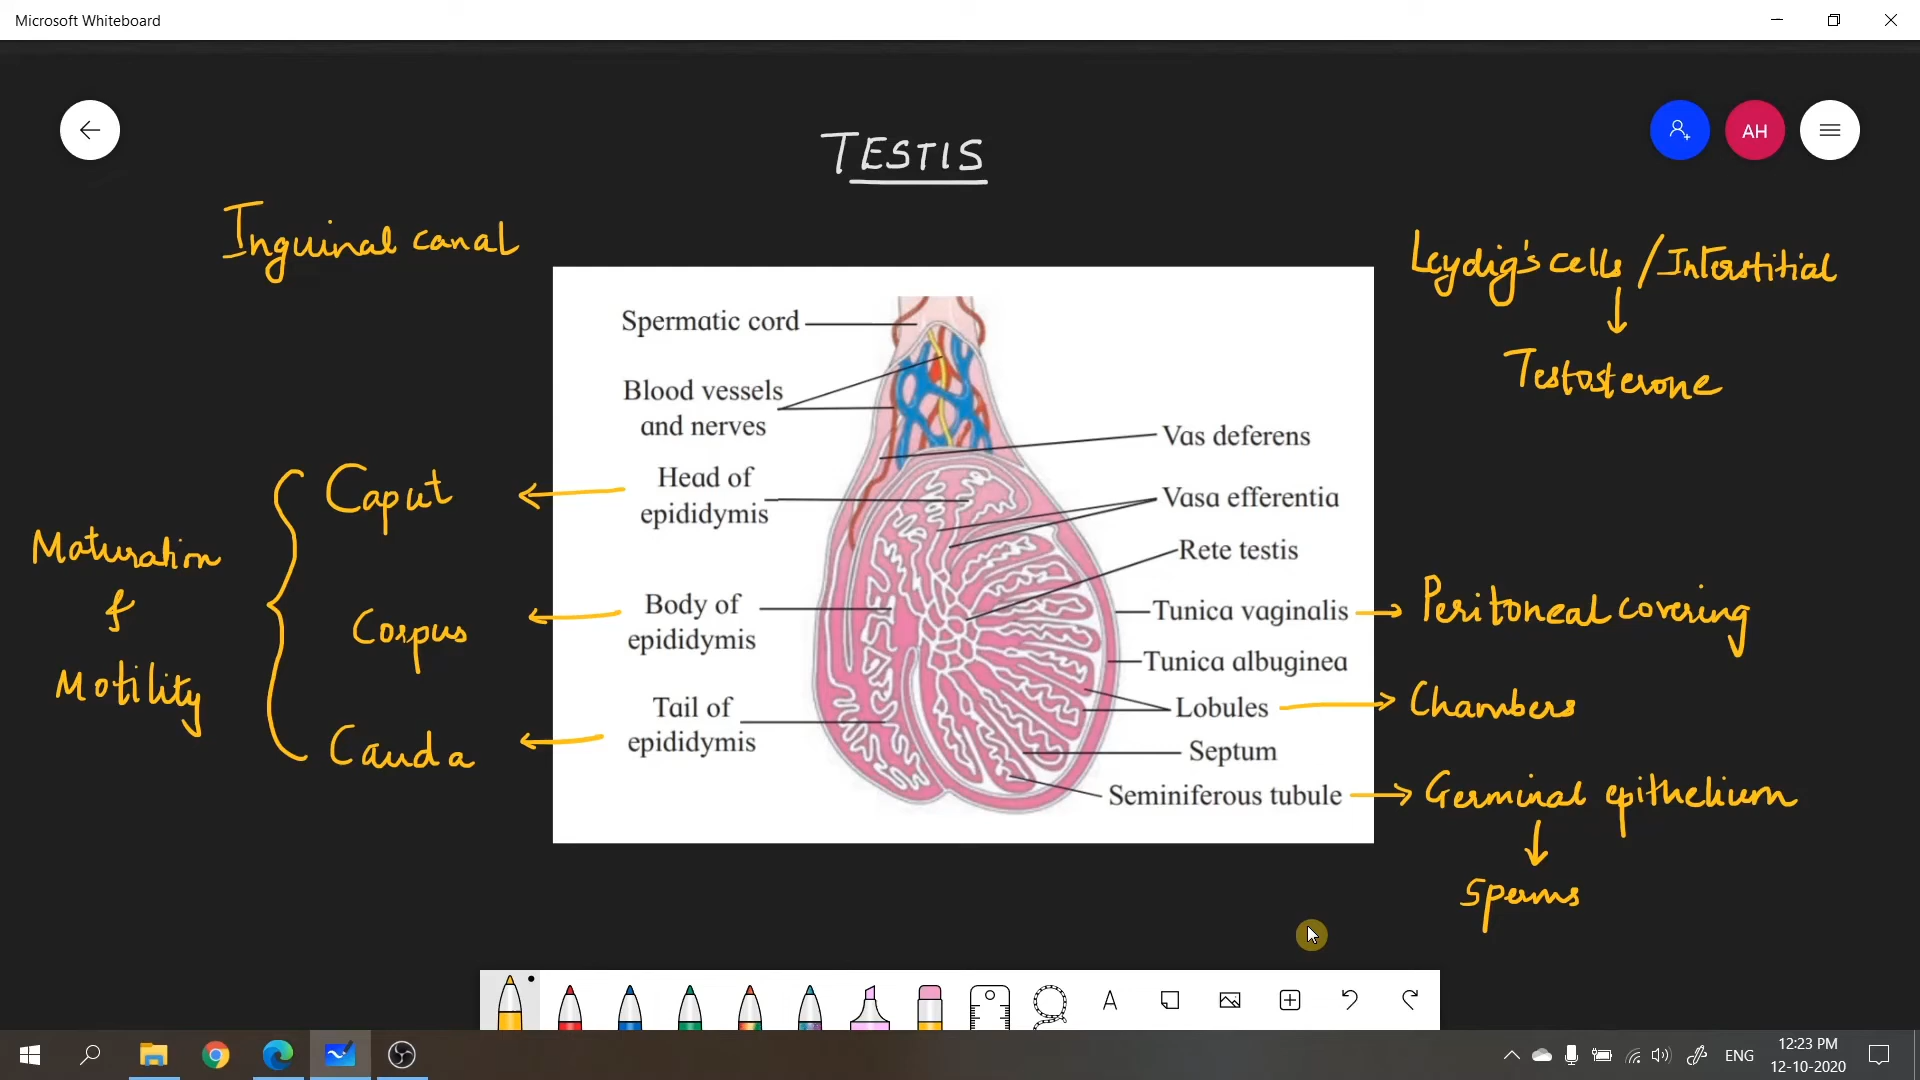 Microsoft Whiteboard
TESTIS
AH
Inguinal canal
Leydig's cells / Interstitial
Testosterone
Spermatic cord
Blood vessels
and nerves
Head of
epididymis
Body of
epididymis
Tail of
epididymis
Vas deferens
Vasa efferentia
Rete testis
Tunica vaginalis
Tunica albuginea
Lobules
Septum
Seminiferous tubule
Caput
Corpus
Cauda
Maturation
&
Motility
Peritoneal covering
Chambers
Germinal epithelium
Sperms
ENG
12:23 PM
12-10-2020